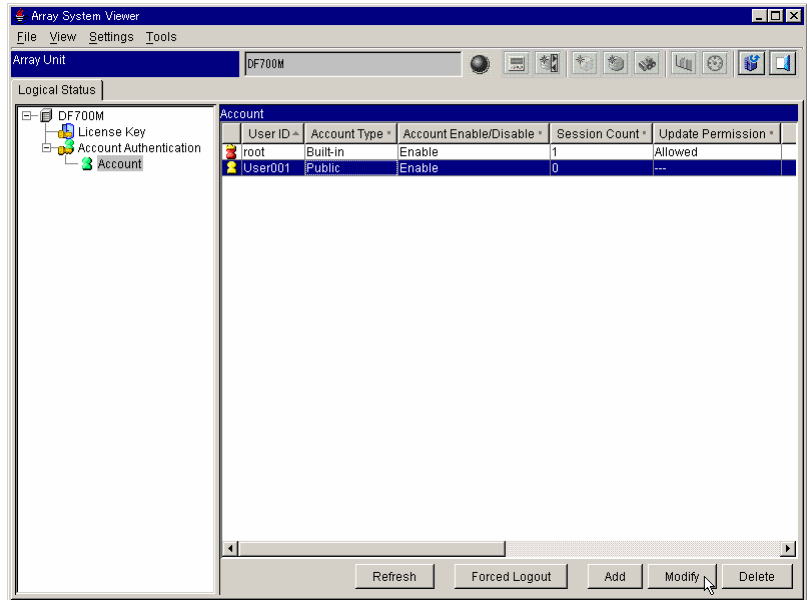 Array System Viewer
File View Settings Tools
Array Unit
DF700M
Logical Status
DF700M
License Key
Account Authentication
Account
Account
User ID Account Type Account Enable/Disable Session Count Update Permission
root Built-in Enable 1 Allowed
User001 Public Enable 0 ---
Refresh Forced Logout Add Modify Delete